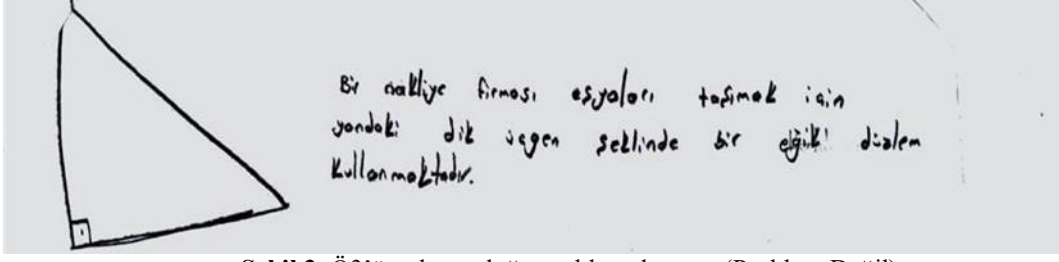 Bir nakliye firması eşyaları taşımak için
yandaki dik üçgen şeklinde bir eğik düzlem
kullanmaktadır.